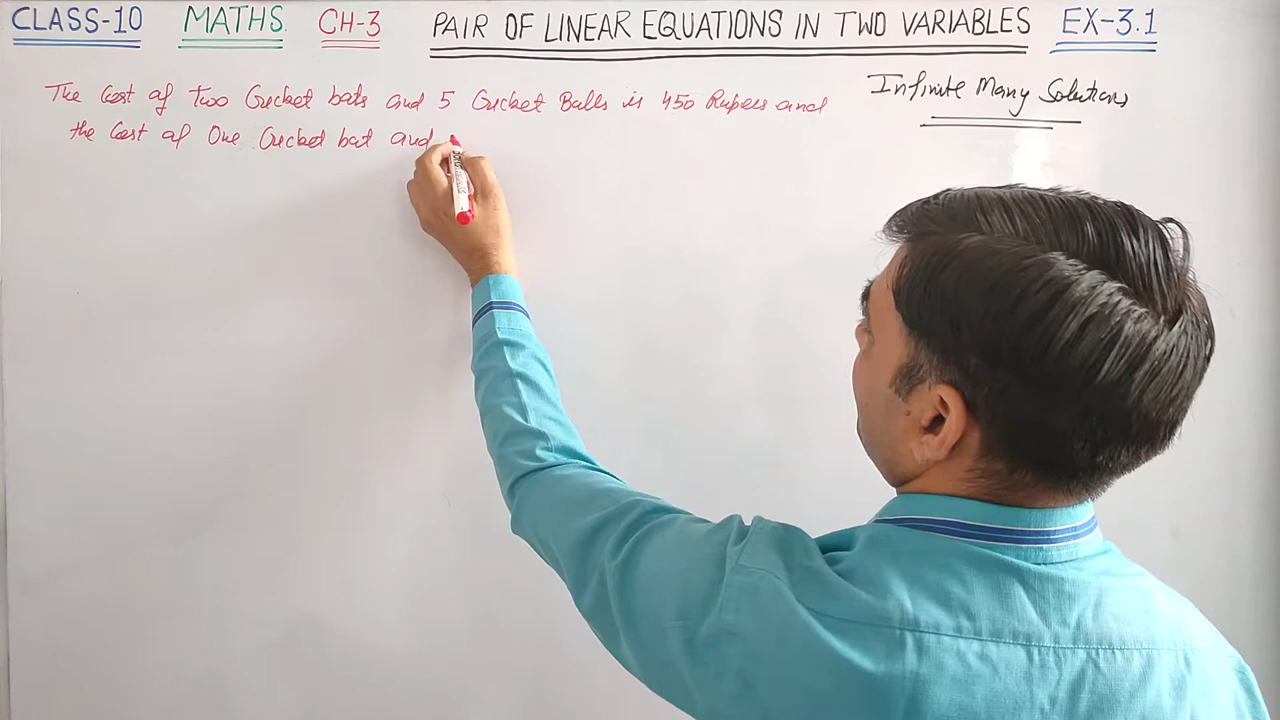 CLASS-10 MATHS CH-3 PAIR OF LINEAR EQUATIONS IN TWO VARIABLES EX-3.1
Infinite Many Solutions
The Cost of Two Cricket bats and 5 Cricket Balls is 450 Rupees and
the Cost of One Cricket bat and